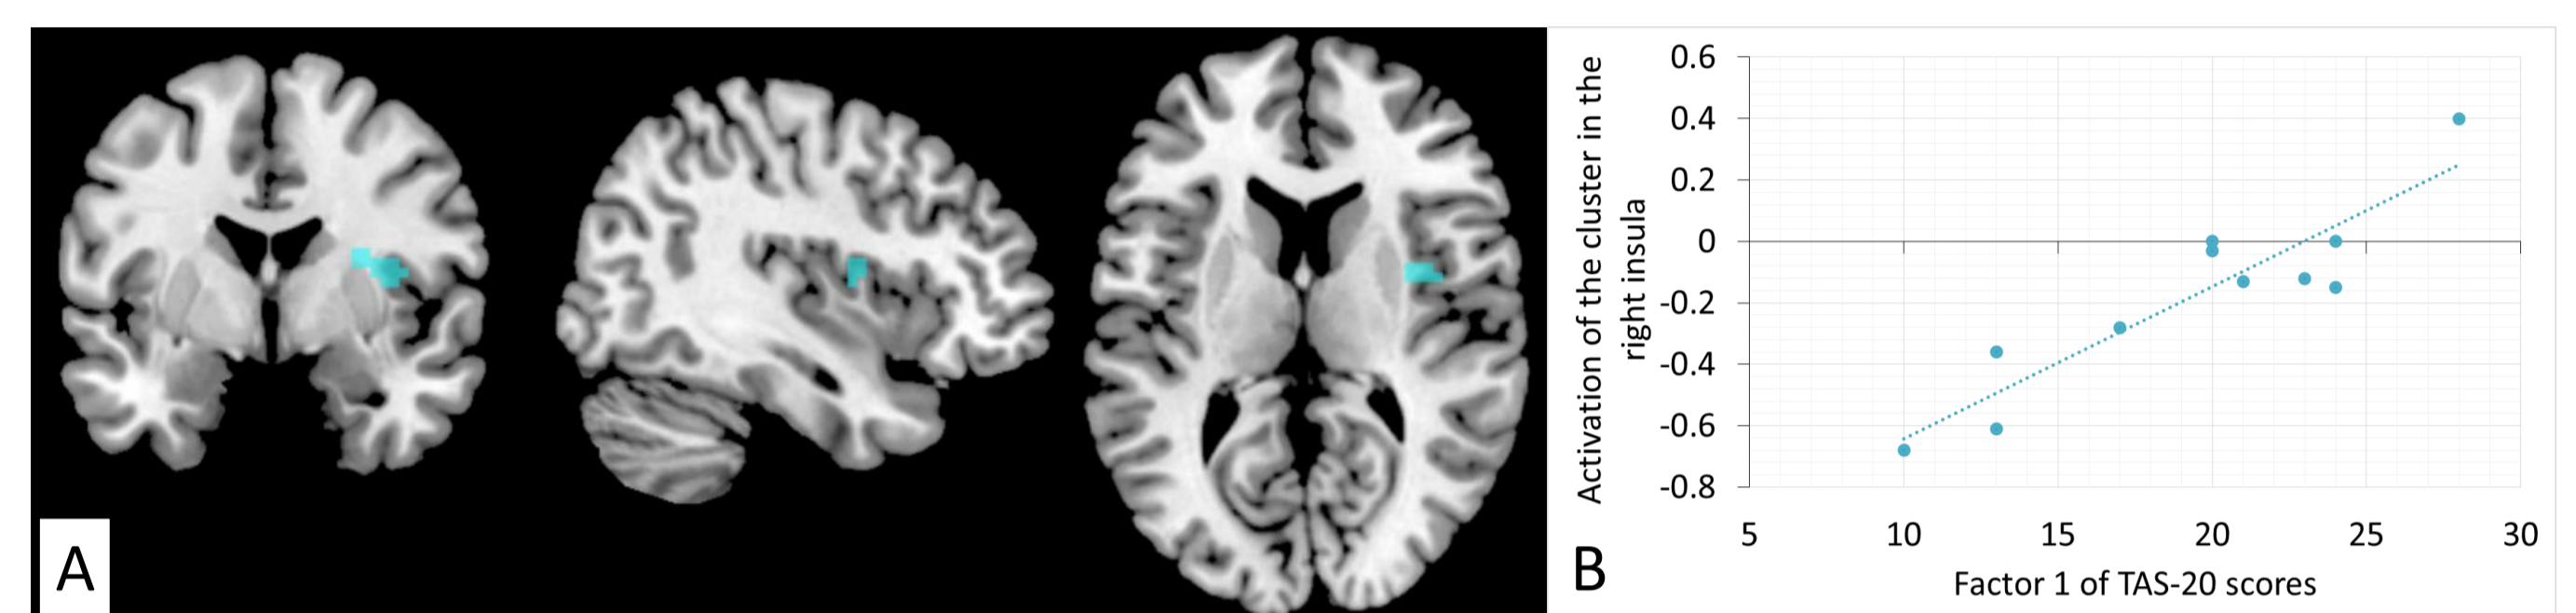 A
Activation of the cluster in the
right insula
0.6
0.4
0.2
0
-0.2
-0.4
-0.6
-0.8
5 10 15 20 25 30
Factor 1 of TAS-20 scores
B